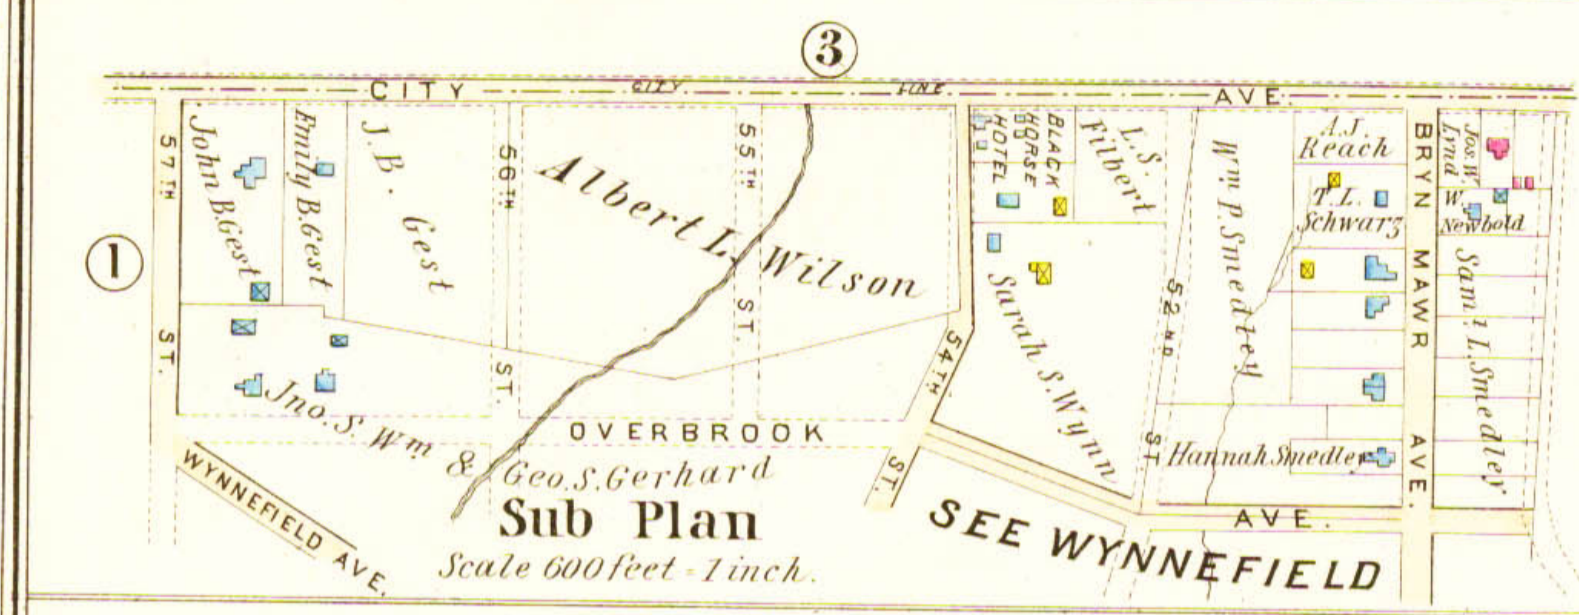 3
CITY
CITY
LINE
AVE.
1
57TH
ST.
John B. Gest
Emily B. Gest
J. B. Gest
56TH
ST.
Albert L. Wilson
55TH
ST.
BLACK
HORSE
HOTEL
L. S.
Filbert
Wm. P. Smedley
A. J.
Reach
T. L.
Schwarz
BRYN MAWR AVE.
Jos. W.
Lynd
W.
Newbold
Sam'l L. Smedley
54TH
ST.
Sarah S. Wynn
52ND
ST
Hannah Smedley
Jno. S. Wm. &
Geo. S. Gerhard
OVERBROOK
AVE.
WYNNEFIELD AVE.
Sub Plan
Scale 600 feet = 1 inch.
SEE WYNNEFIELD